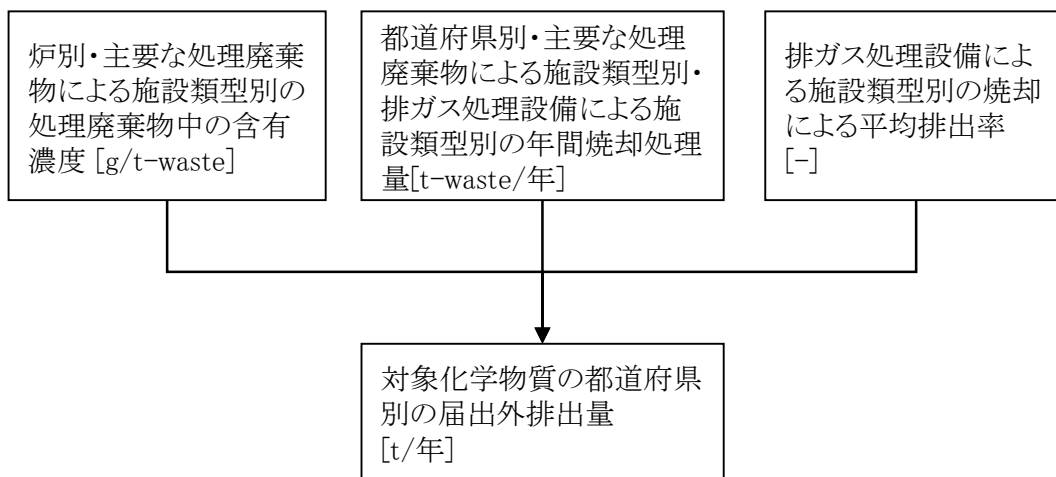 炉別・主要な処理廃棄
物による施設類型別の
処理廃棄物中の含有
濃度 [g/t-waste]
都道府県別・主要な処理
廃棄物による施設類型別・
排ガス処理設備による施
設類型別の年間焼却処理
量[t-waste/年]
排ガス処理設備によ
る施設類型別の焼却
による平均排出率
[-]
対象化学物質の都道府県
別の届出外排出量
[t/年]